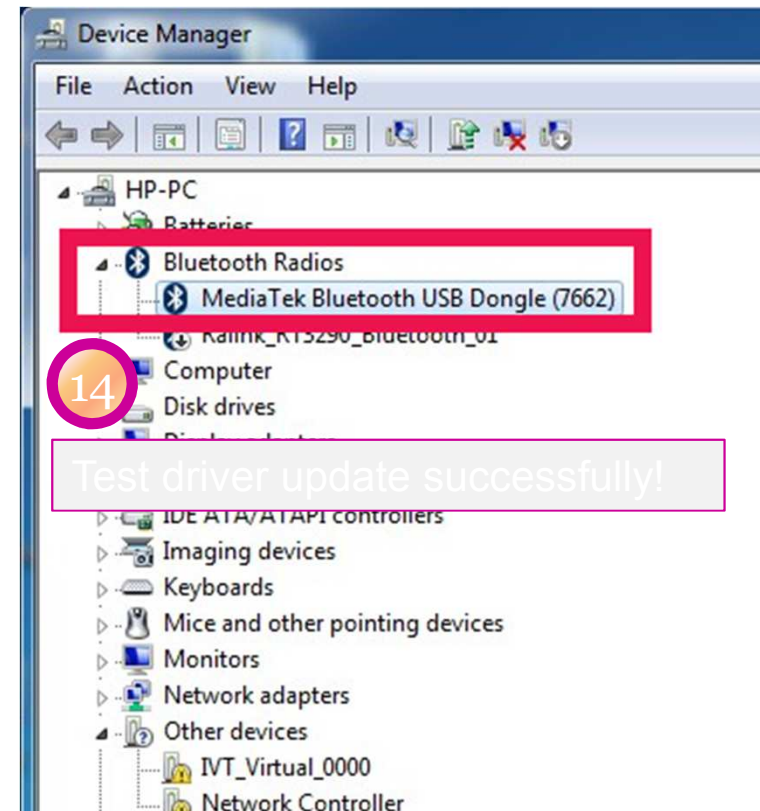 Device Manager
File Action View Help
HP-PC
Batteries
Bluetooth Radios
MediaTek Bluetooth USB Dongle (7662)
Ralink_RT3290_Bluetooth_01
14
Computer
Disk drives
Display adapters
Test driver update successfully!
IDE ATA/ATAPI controllers
Imaging devices
Keyboards
Mice and other pointing devices
Monitors
Network adapters
Other devices
IVT_Virtual_0000
Network Controller